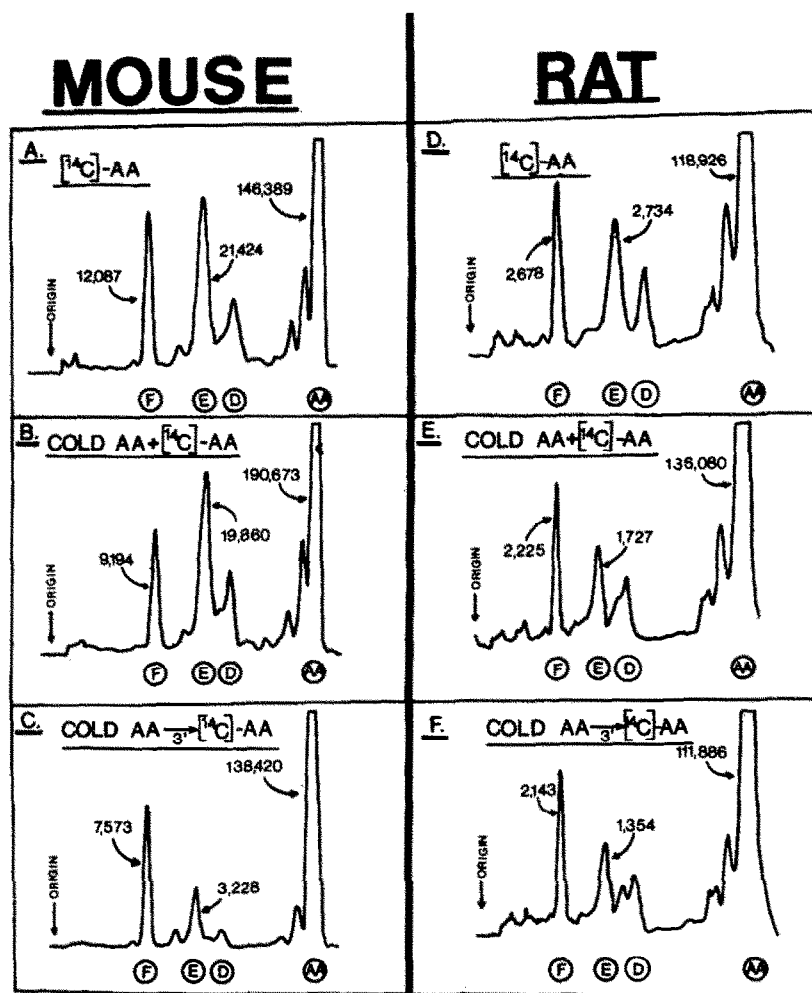 MOUSE
RAT
A.
[¹⁴C]-AA
146,389
21,424
12,087
ORIGIN
F E D AA
B.
COLD AA+[¹⁴C]-AA
190,673
19,860
9,194
ORIGIN
F E D AA
C.
COLD AA 3' [¹⁴C]-AA
138,420
7,573
3,228
ORIGIN
F E D AA
D.
[¹⁴C]-AA
118,926
2,734
2,678
ORIGIN
F E D AA
E.
COLD AA+[¹⁴C]-AA
136,080
2,225
1,727
ORIGIN
F E D AA
F.
COLD AA 3' [¹⁴C]-AA
111,886
2,143
1,354
ORIGIN
F E D AA